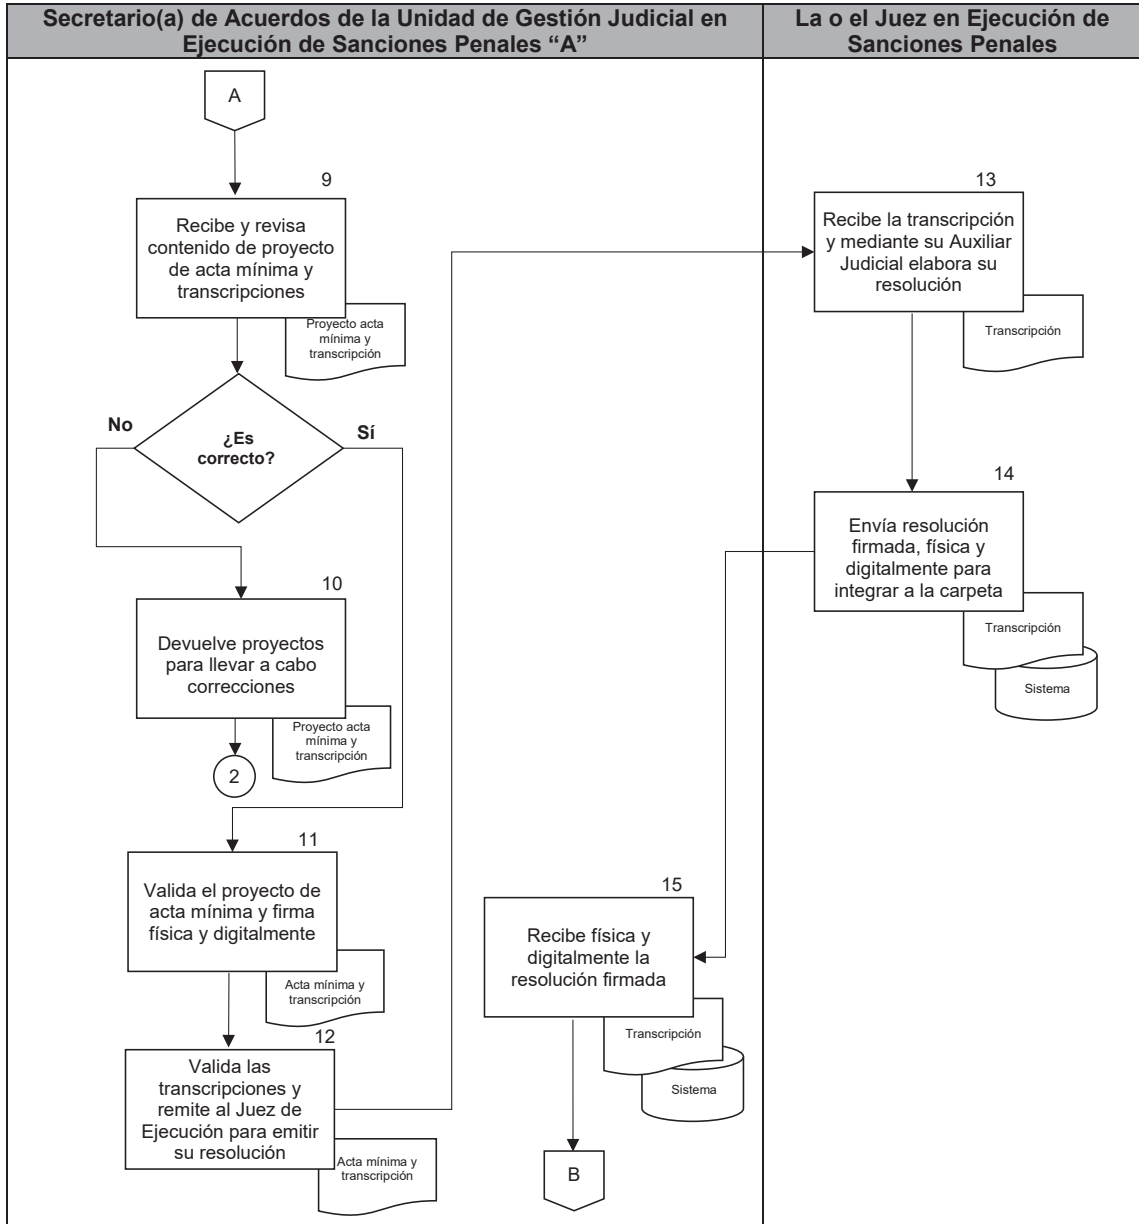 Secretario(a) de Acuerdos de la Unidad de Gestión Judicial en
Ejecución de Sanciones Penales “A”
La o el Juez en Ejecución de
Sanciones Penales
A
9
Recibe y revisa
contenido de proyecto
de acta mínima y
transcripciones
Proyecto acta
mínima y
transcripción
No
¿Es
correcto?
Sí
10
Devuelve proyectos
para llevar a cabo
correcciones
Proyecto acta
mínima y
transcripción
2
11
Valida el proyecto de
acta mínima y firma
física y digitalmente
Acta mínima y
transcripción
12
Valida las
transcripciones y
remite al Juez de
Ejecución para emitir
su resolución
Acta mínima y
transcripción
13
Recibe la transcripción
y mediante su Auxiliar
Judicial elabora su
resolución
Transcripción
14
Envía resolución
firmada, física y
digitalmente para
integrar a la carpeta
Transcripción
Sistema
15
Recibe física y
digitalmente la
resolución firmada
Transcripción
Sistema
B